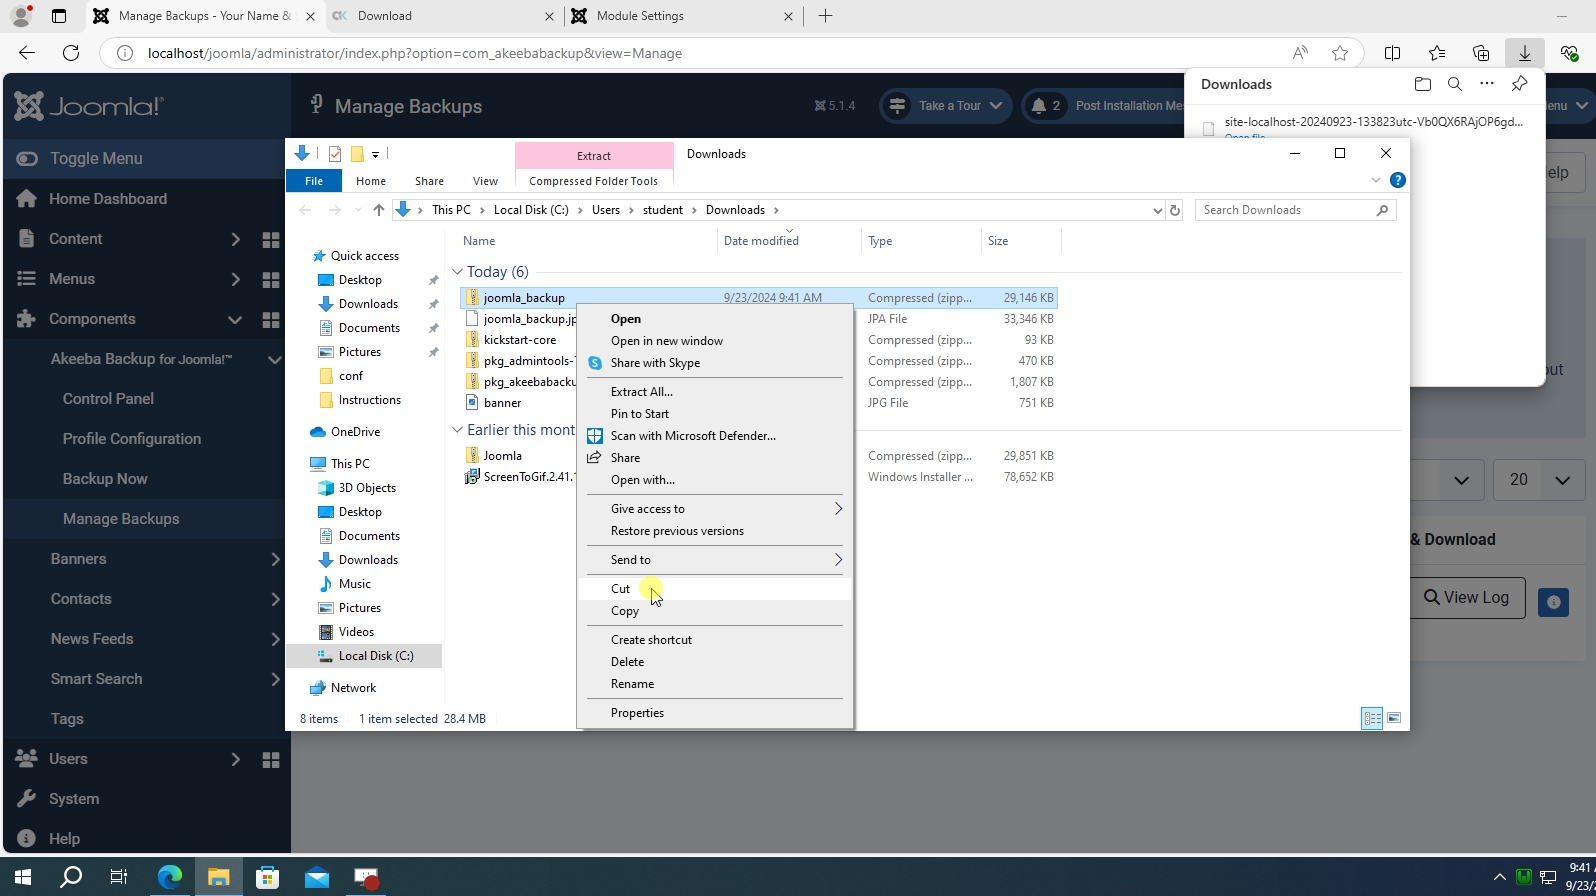 Manage Backups - Your Name &
Download
Module Settings
localhost/joomla/administrator/index.php?option=com_akeebabackup&view=Manage
Joomla!
Manage Backups
5.1.4
Take a Tour
2
Post Installation Me
enu
Downloads
site-localhost-20240923-133823utc-Vb0QX6RAjOP6gd...
Open file
Toggle Menu
Home Dashboard
Content
Menus
Components
Akeeba Backup for Joomla!™
Control Panel
Profile Configuration
Backup Now
Manage Backups
Banners
Contacts
News Feeds
Smart Search
Tags
Users
System
Help
Extract
Downloads
File
Home
Share
View
Compressed Folder Tools
This PC
Local Disk (C:)
Users
student
Downloads
Search Downloads
elp
Name
Date modified
Type
Size
Quick access
Desktop
Downloads
Documents
Pictures
conf
Instructions
OneDrive
This PC
3D Objects
Desktop
Documents
Downloads
Music
Pictures
Videos
Local Disk (C:)
Network
Today (6)
joomla_backup 9/23/2024 9:41 AM Compressed (zipp... 29,146 KB
joomla_backup.jp JPA File 33,346 KB
kickstart-core Compressed (zipp... 93 KB
pkg_admintools- Compressed (zipp... 470 KB
pkg_akeebabacku Compressed (zipp... 1,807 KB
banner JPG File 751 KB
Earlier this mont
Joomla Compressed (zipp... 29,851 KB
ScreenToGif.2.41.1 Windows Installer ... 78,652 KB
Open
Open in new window
Share with Skype
Extract All...
Pin to Start
Scan with Microsoft Defender...
Share
Open with...
Give access to
Restore previous versions
Send to
Cut
Copy
Create shortcut
Delete
Rename
Properties
8 items
1 item selected 28.4 MB
out
20
& Download
View Log
9:41
9/23/